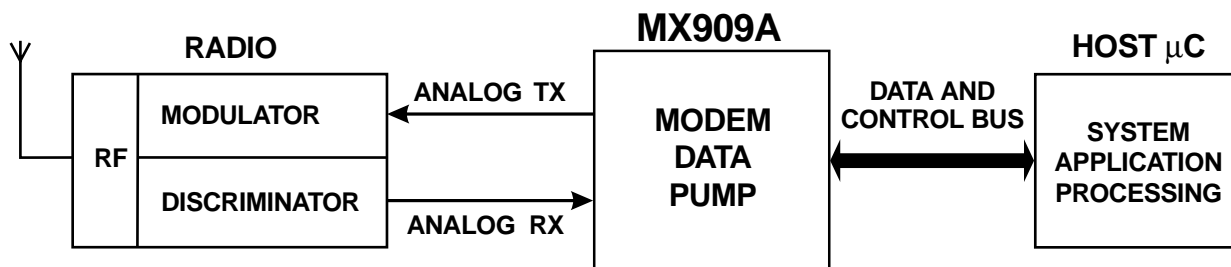 RADIO
RF
MODULATOR
DISCRIMINATOR
ANALOG TX
ANALOG RX
MX909A
MODEM
DATA
PUMP
DATA AND
CONTROL BUS
HOST μC
SYSTEM
APPLICATION
PROCESSING